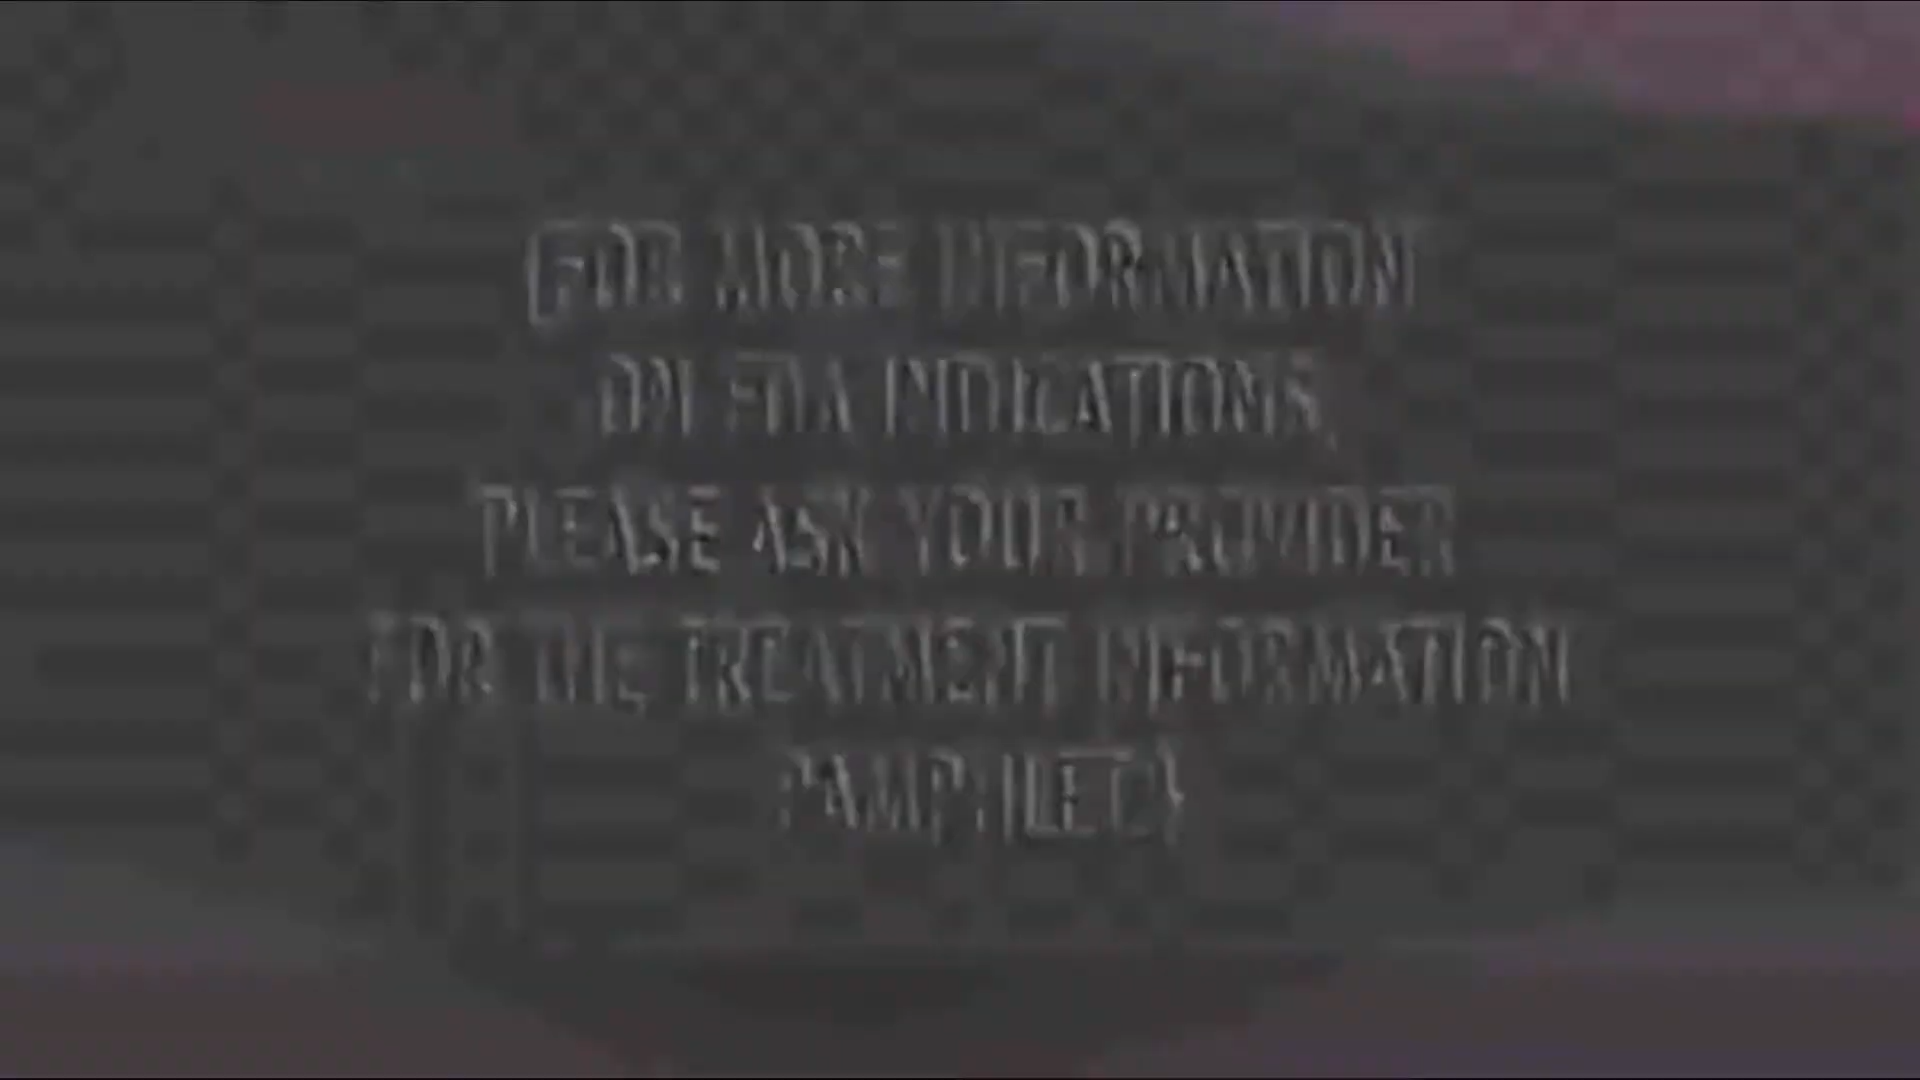 (FOR MORE INFORMATION
ON FDA INDICATIONS,
PLEASE ASK YOUR PROVIDER
FOR THE TREATMENT INFORMATION
PAMPHLET.)